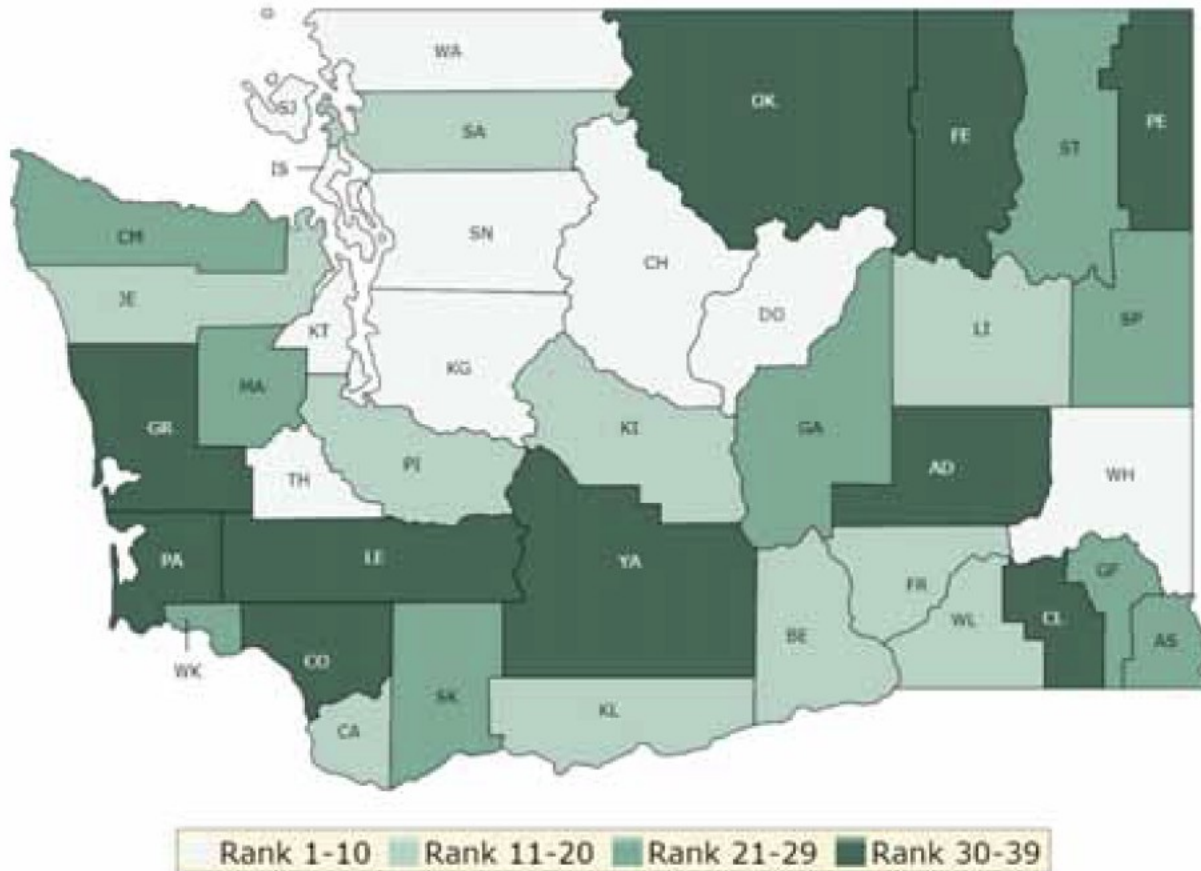 WA
OK
PE
SJ
SA
FE
ST
IS
SN
CM
CH
JE
DO
SP
KT
LI
KG
MA
GR
KI
GA
PI
AD
TH
WH
PA
LE
YA
FR
GF
WL
CL
AS
BE
WK
CO
SK
KL
CA
Rank 1-10 Rank 11-20 Rank 21-29 Rank 30-39